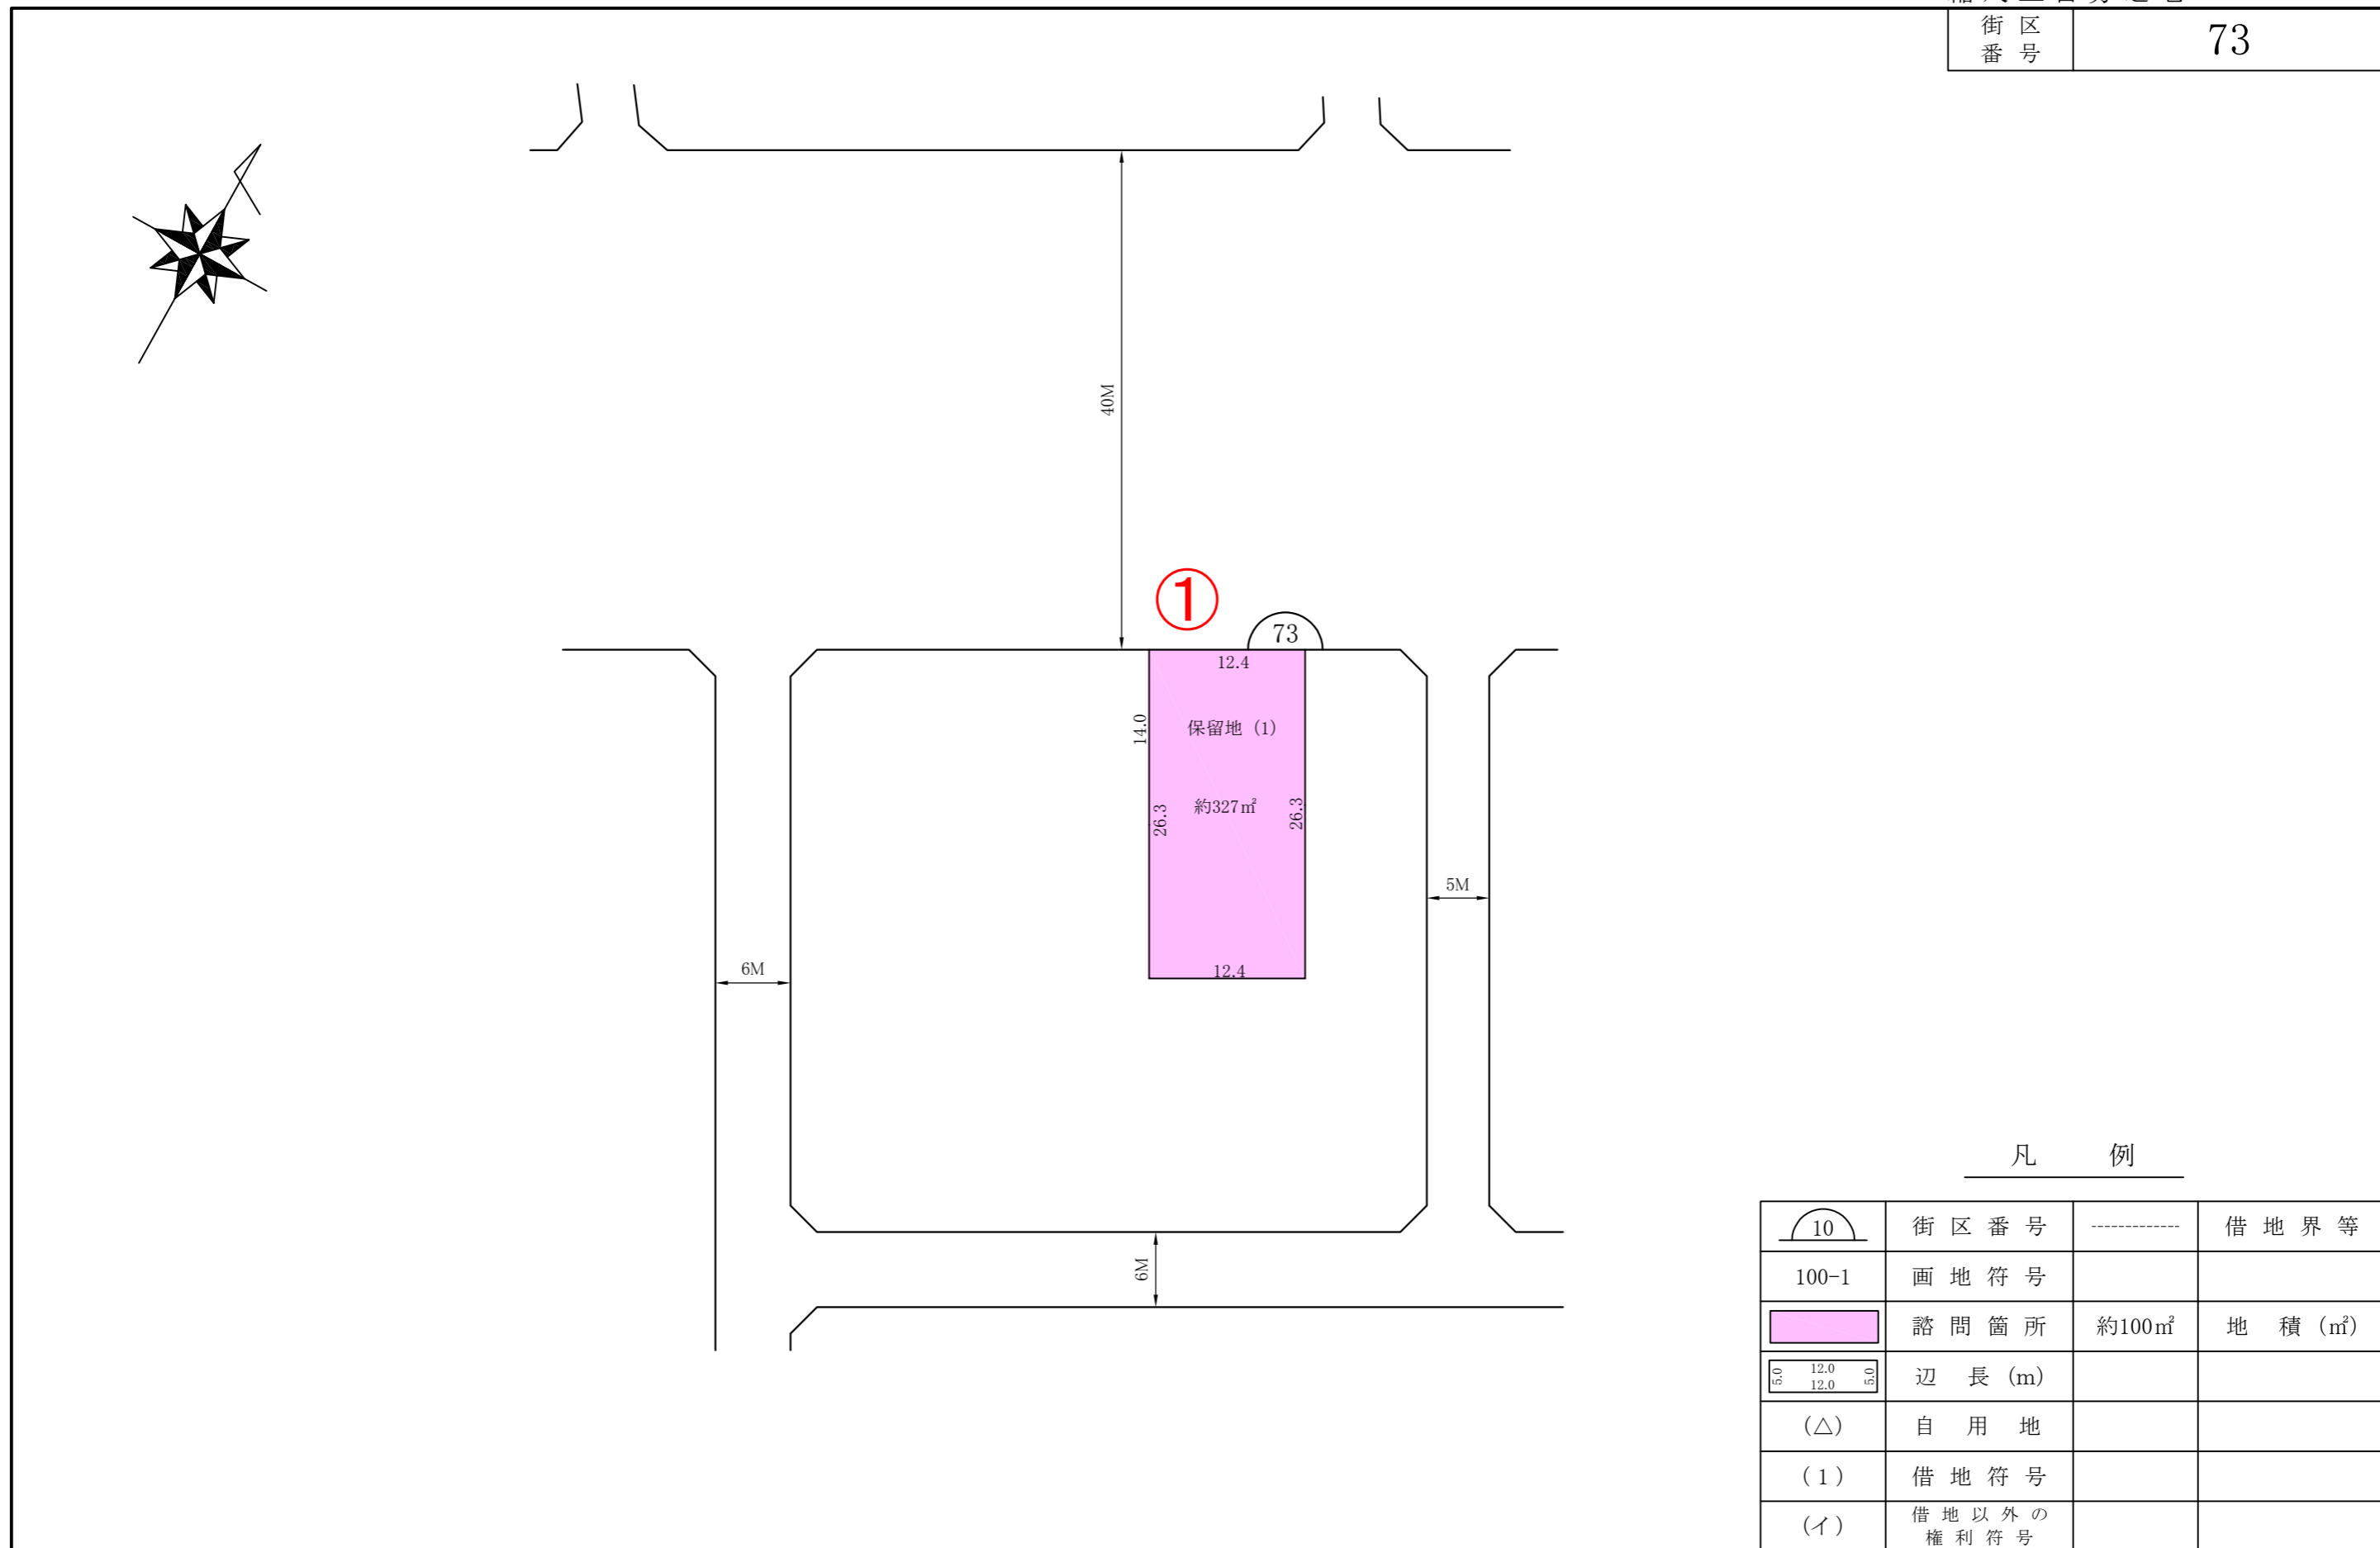 街区
番号
73
40M
①
73
12.4
14.0
保留地（1）
約327㎡
26.3
26.3
12.4
5M
6M
6M
凡例
10 街区番号 ------------- 借地界等
100-1 画地符号
諮問箇所 約100㎡ 地積（㎡）
5.0 12.0 12.0 5.0 辺長（m）
（△） 自用地
（1） 借地符号
（イ） 借地以外の
権利符号